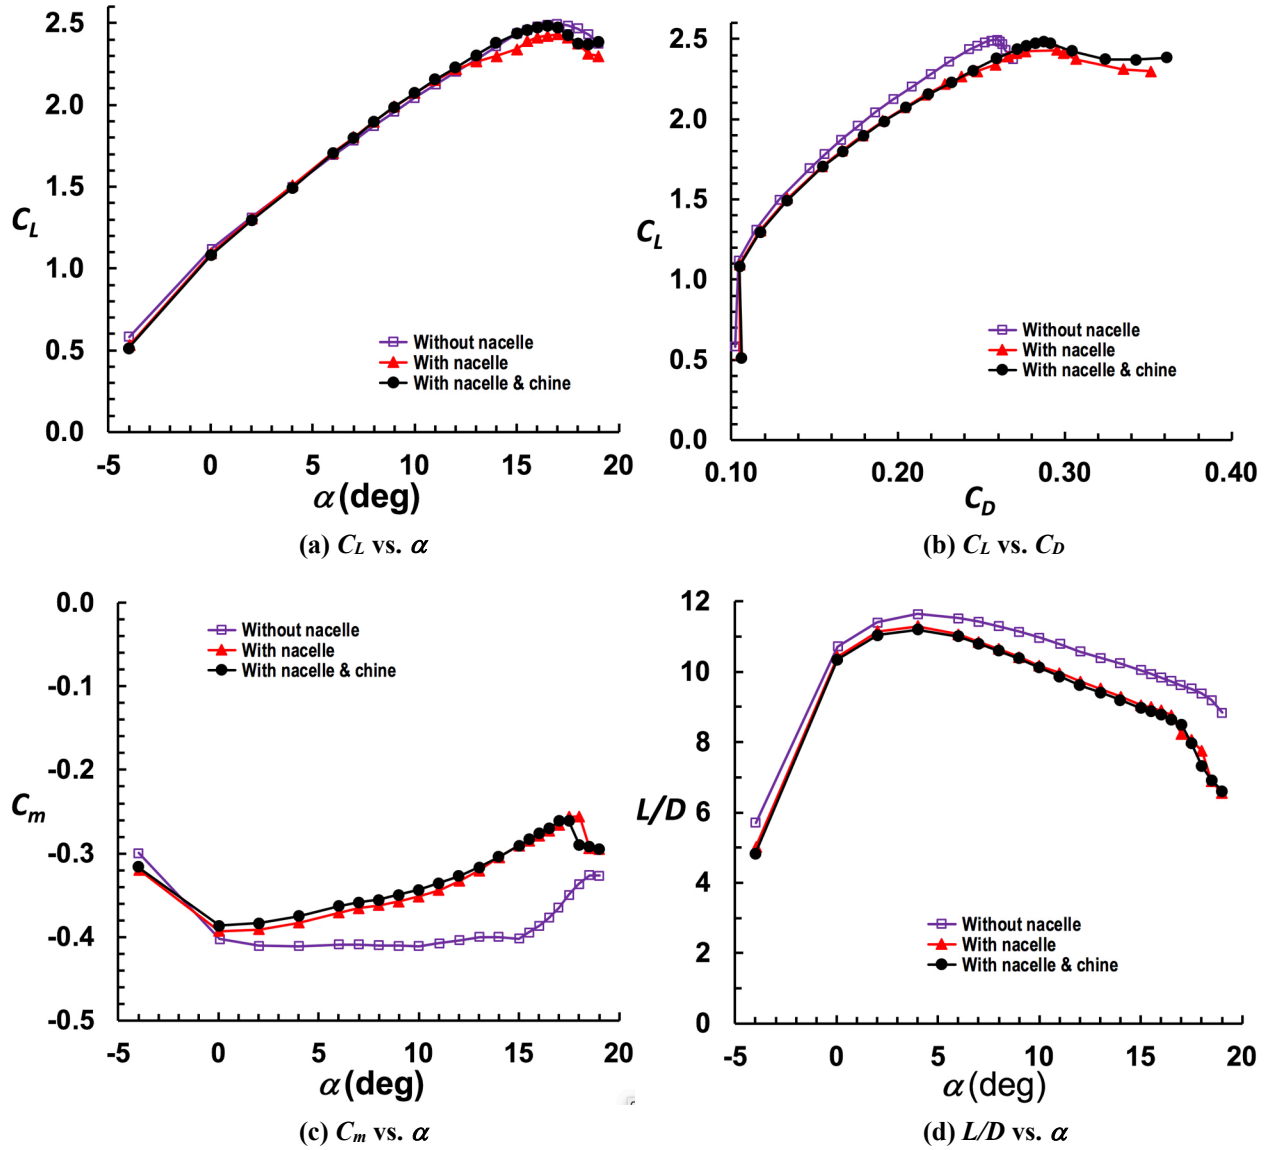 2.5
2.0
1.5
1.0
0.5
0.0
C_L
Without nacelle
With nacelle
With nacelle & chine
-5 0 5 10 15 20
α (deg)
(a) C_L vs. α
2.5
2.0
1.5
1.0
0.5
0.0
C_L
Without nacelle
With nacelle
With nacelle & chine
0.10 0.20 0.30 0.40
C_D
(b) C_L vs. C_D
0.0
-0.1
-0.2
-0.3
-0.4
-0.5
C_m
Without nacelle
With nacelle
With nacelle & chine
-5 0 5 10 15 20
α (deg)
(c) C_m vs. α
12
10
8
6
4
2
0
L/D
Without nacelle
With nacelle
With nacelle & chine
-5 0 5 10 15 20
α (deg)
(d) L/D vs. α